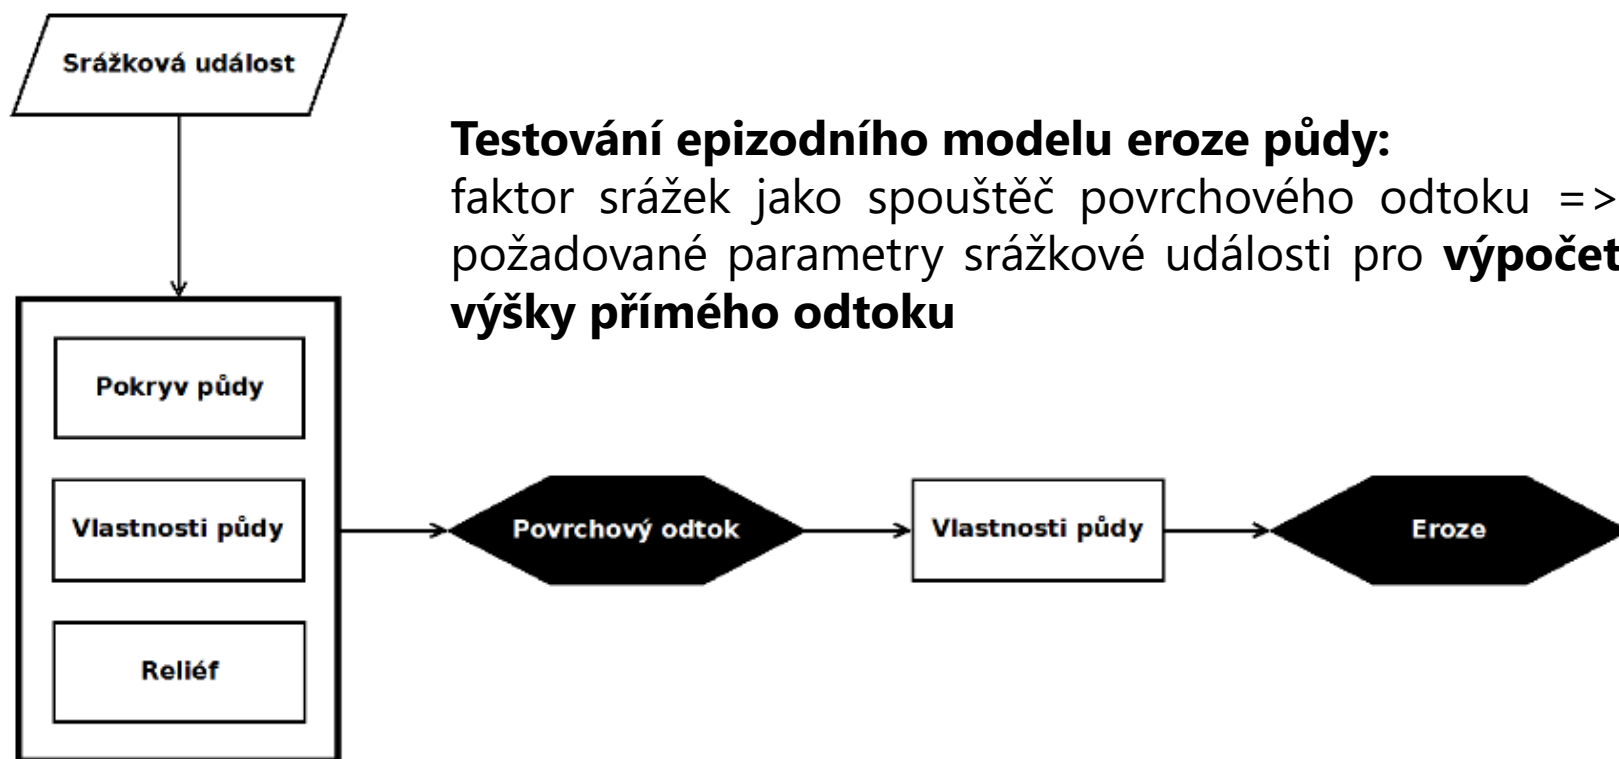 Srážková událost
Testování epizodního modelu eroze půdy:
faktor srážek jako spouštěč povrchového odtoku =>
požadované parametry srážkové události pro výpočet
výšky přímého odtoku
Pokryv půdy
Vlastnosti půdy
Povrchový odtok
Vlastnosti půdy
Eroze
Reliéf